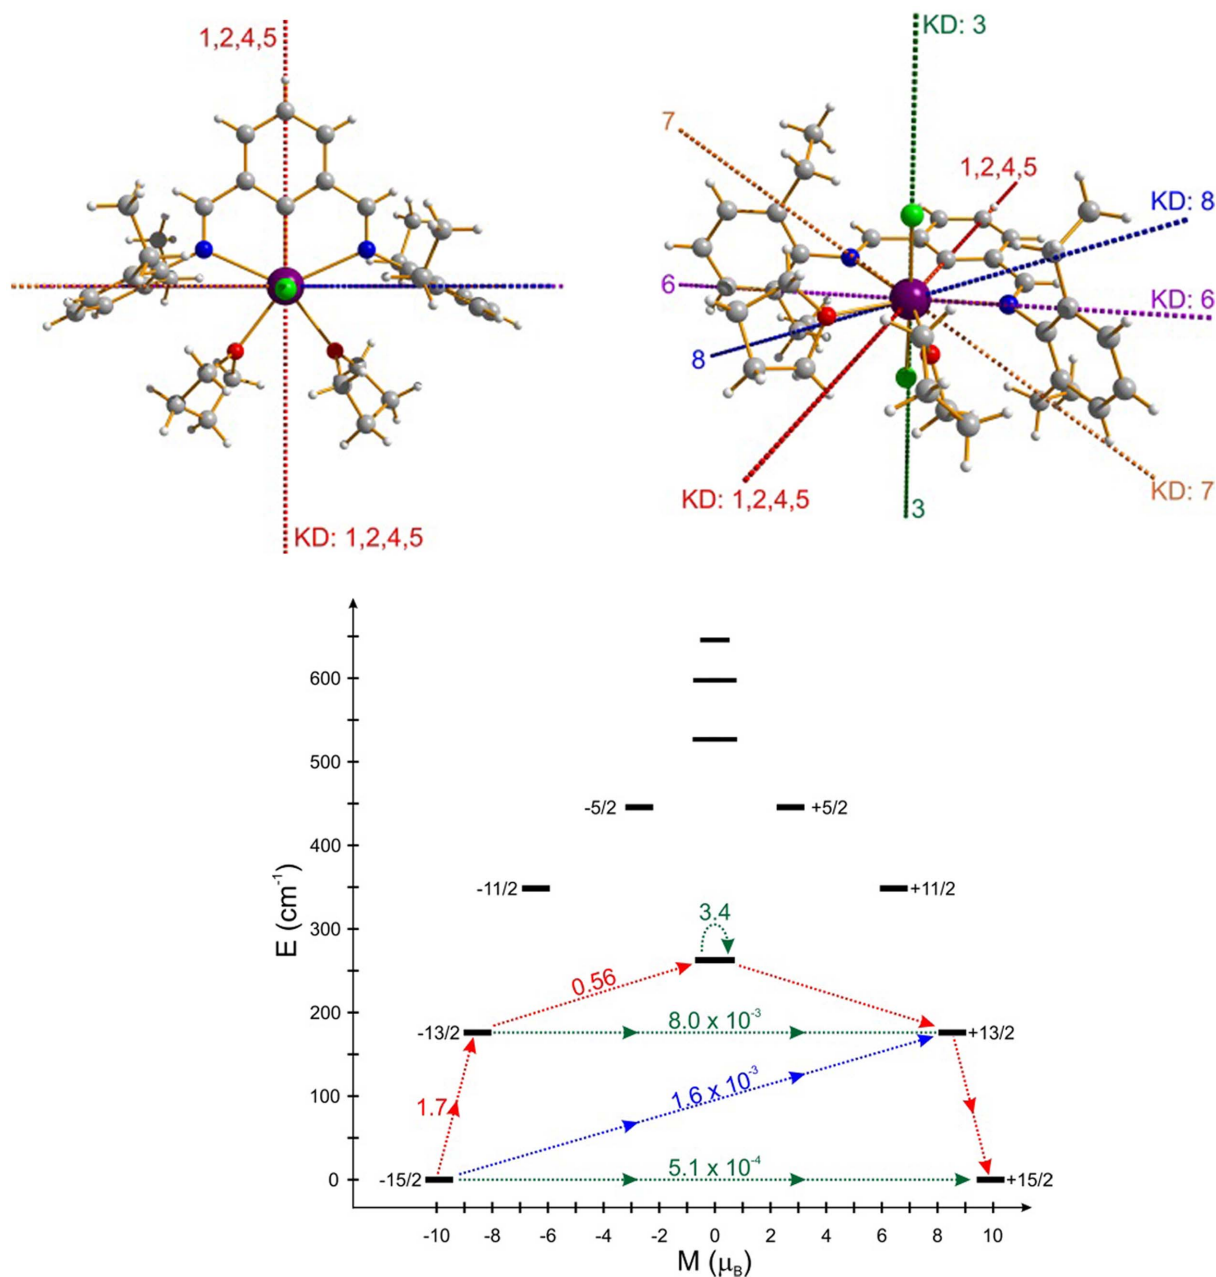 1,2,4,5
KD: 1,2,4,5
KD: 3
7
1,2,4,5
KD: 8
6
KD: 6
8
KD: 1,2,4,5
3
KD: 7
E (cm-1)
600
500
400
300
200
100
0
-5/2
+5/2
-11/2
+11/2
3.4
0.56
-13/2
8.0 x 10-3
+13/2
1.7
1.6 x 10-3
-15/2
5.1 x 10-4
+15/2
-10 -8 -6 -4 -2 0 2 4 6 8 10
M (μB)